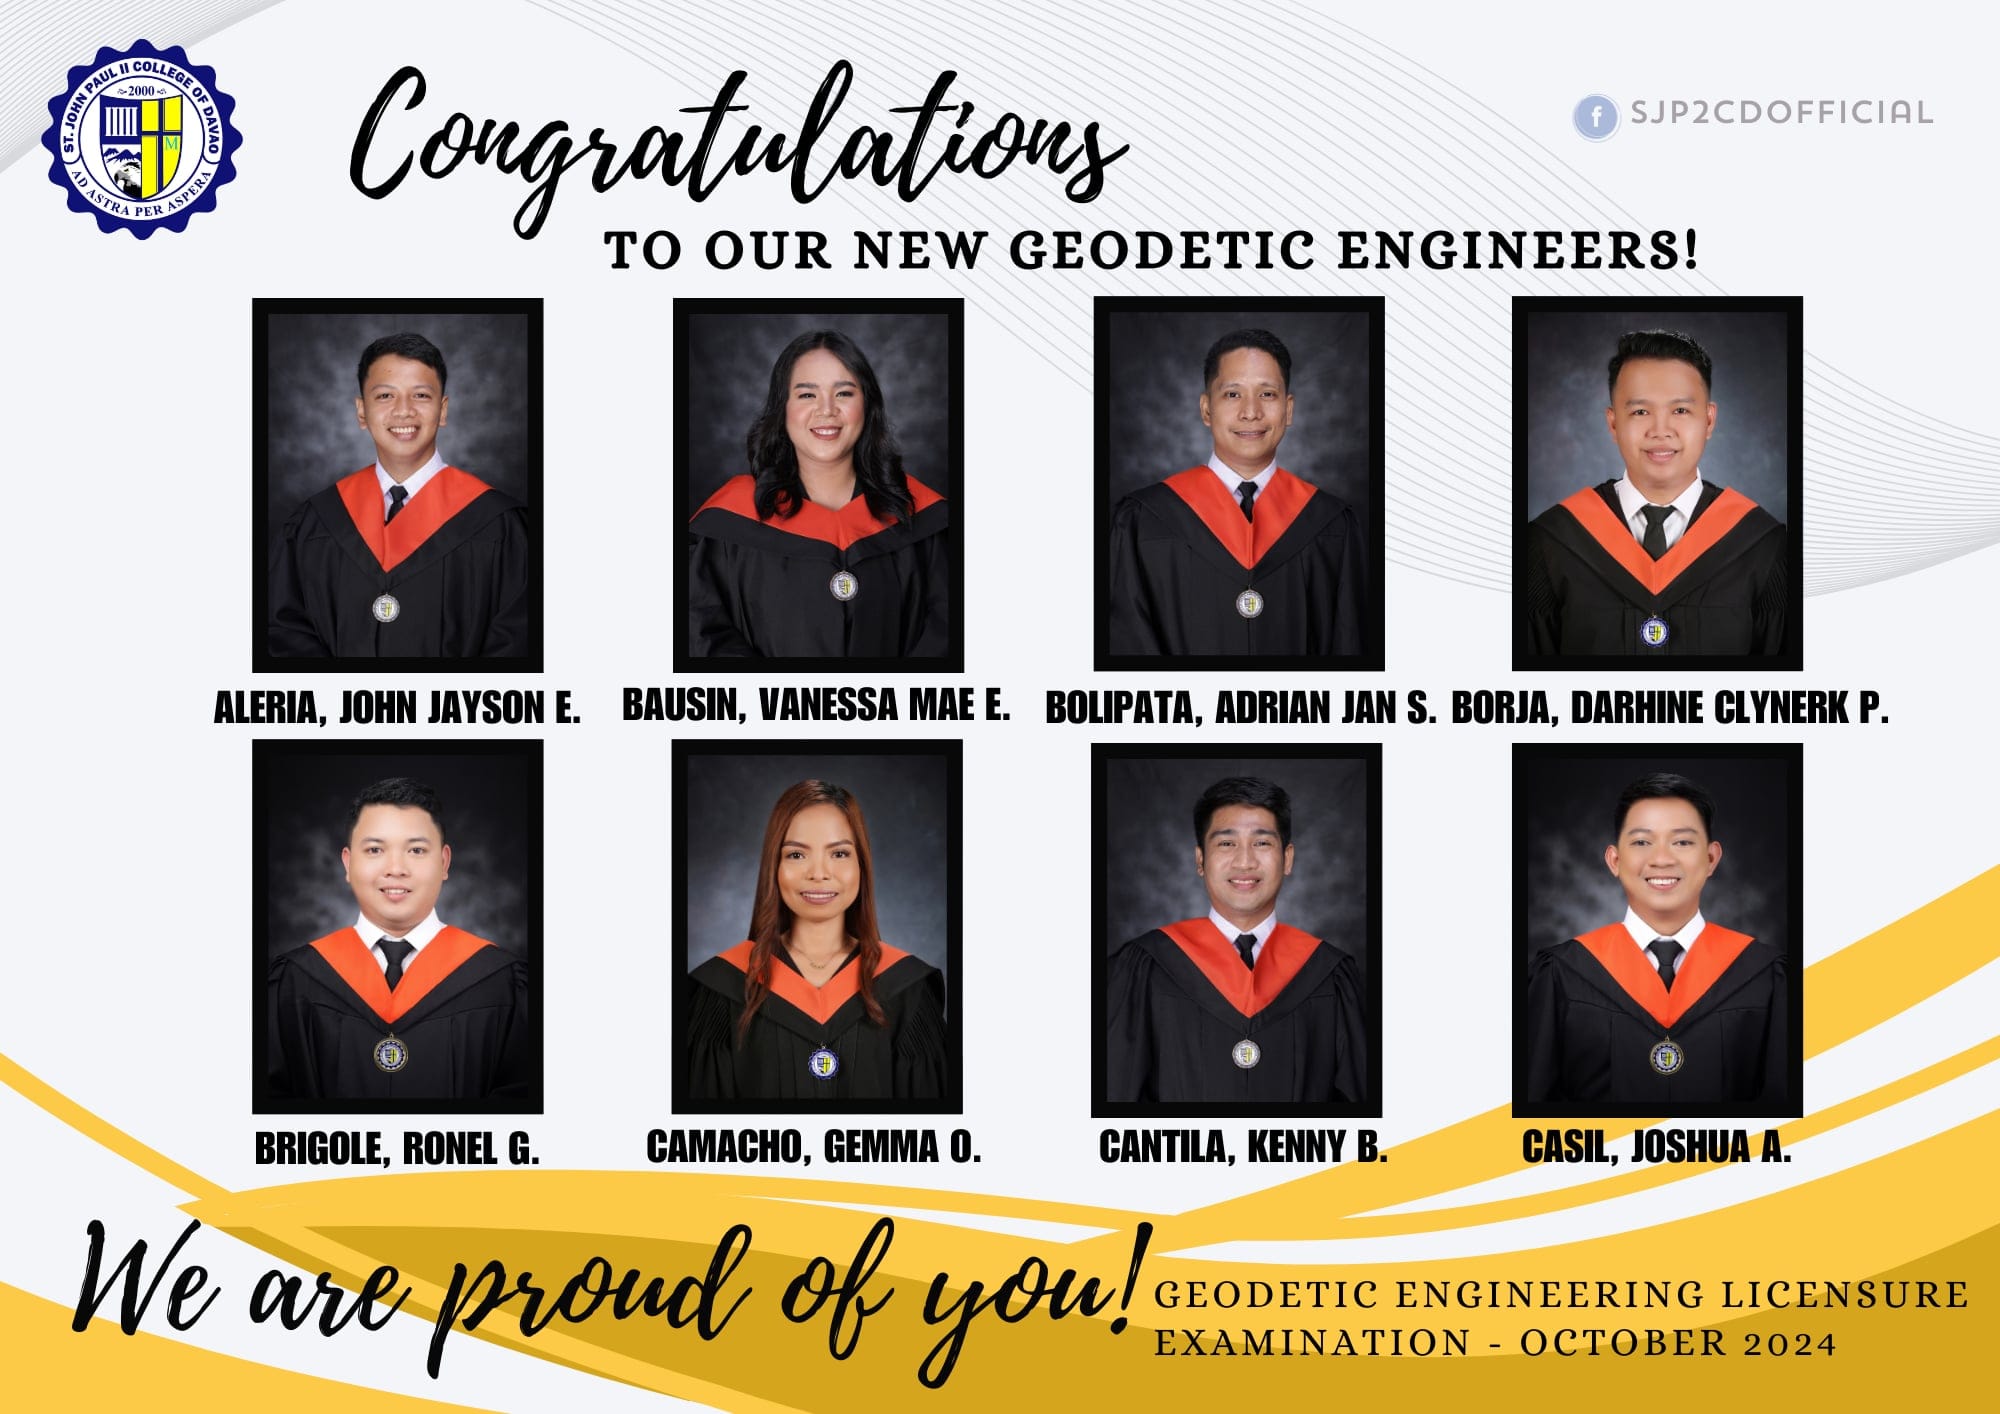 ST. JOHN PAUL II COLLEGE OF DAVAO
2000
M
AD ASTRA PER ASPERA
f SJP2CDOFFICIAL
Congratulations
TO OUR NEW GEODETIC ENGINEERS!
ALERIA, JOHN JAYSON E.
BAUSIN, VANESSA MAE E.
BOLIPATA, ADRIAN JAN S.
BORJA, DARHINE CLYNERK P.
BRIGOLE, RONEL G.
CAMACHO, GEMMA O.
CANTILA, KENNY B.
CASIL, JOSHUA A.
We are proud of you!
GEODETIC ENGINEERING LICENSURE
EXAMINATION - OCTOBER 2024